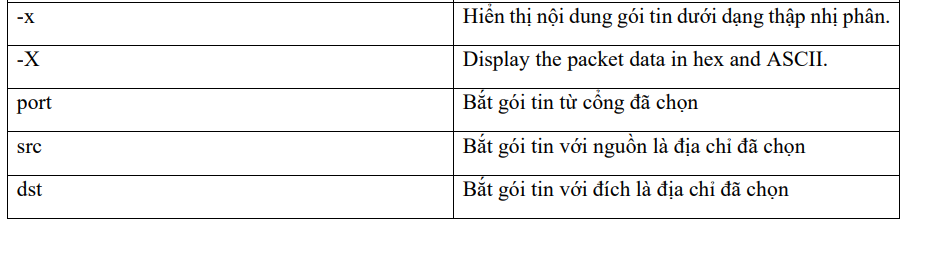 -x
Hiển thị nội dung gói tin dưới dạng thập nhị phân.
-X
Display the packet data in hex and ASCII.
port
Bắt gói tin từ cổng đã chọn
src
Bắt gói tin với nguồn là địa chỉ đã chọn
dst
Bắt gói tin với đích là địa chỉ đã chọn